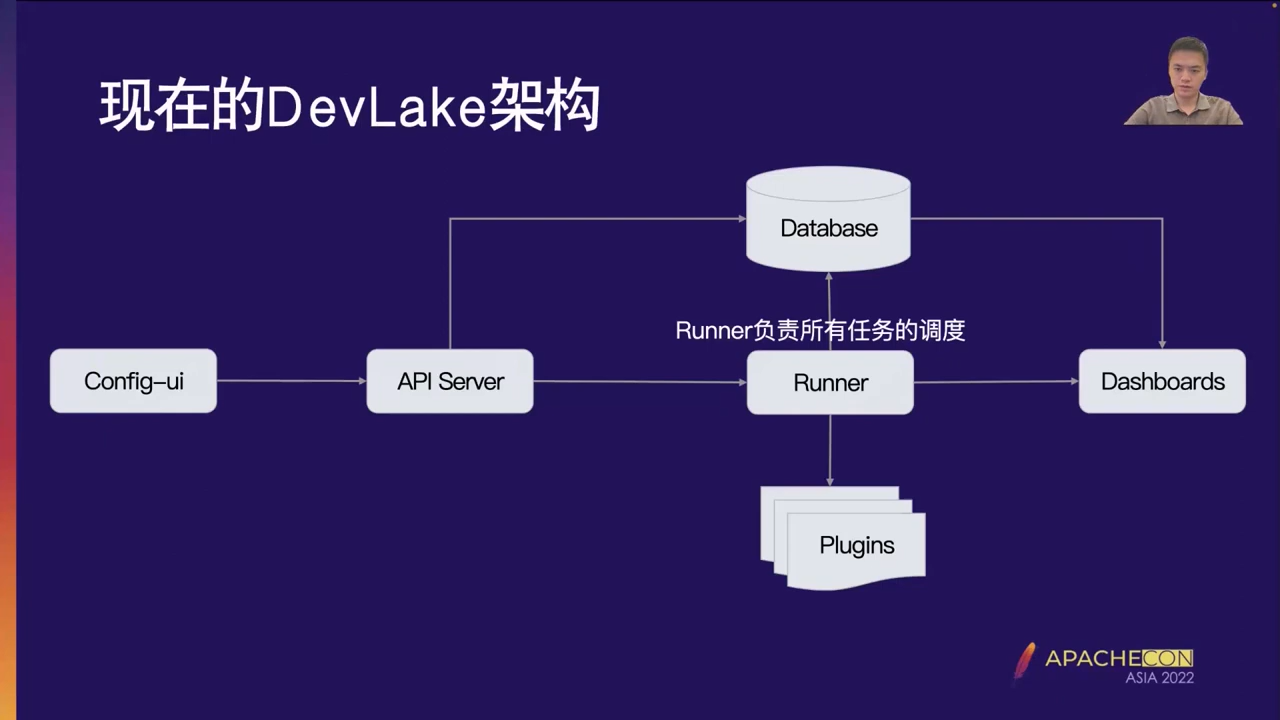 现在的DevLake架构
Database
Runner负责所有任务的调度
Config-ui
API Server
Runner
Dashboards
Plugins
APACHECON
ASIA 2022